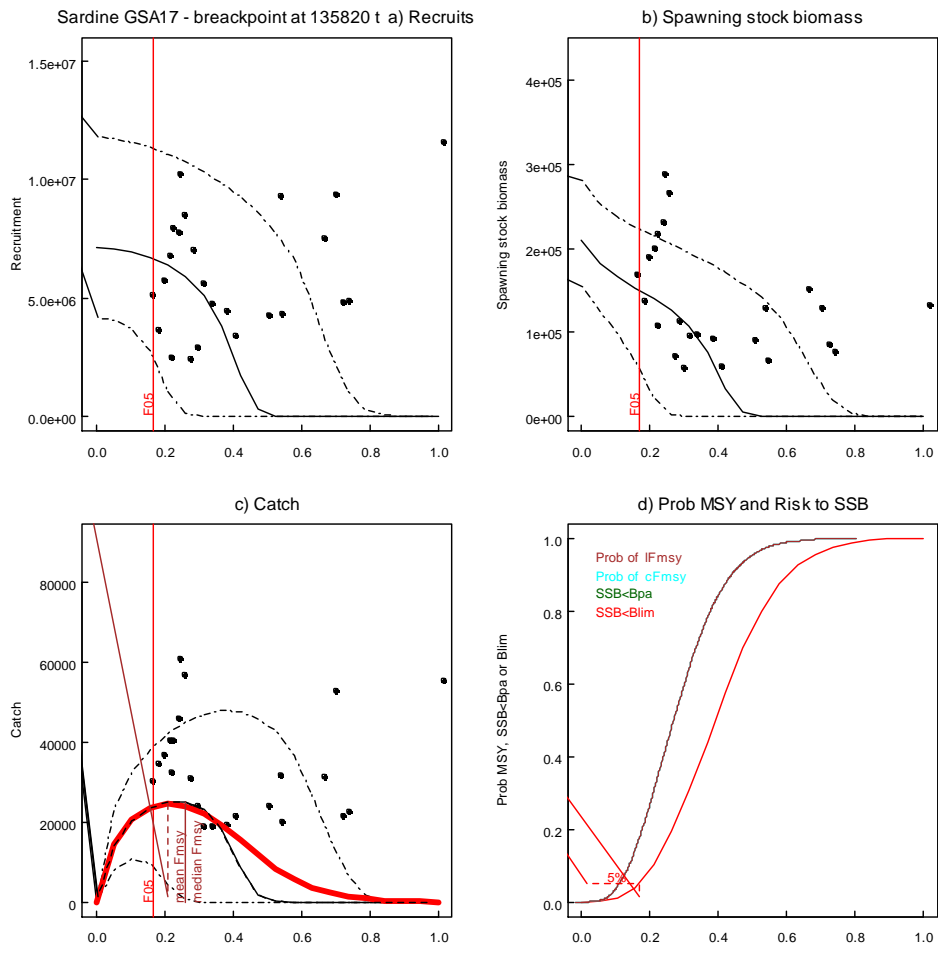 Sardine GSA17 - breackpoint at 135820 t a) Recruits
1.5e+07
1.0e+07
5.0e+06
0.0e+00
Recruitment
F05
0.0 0.2 0.4 0.6 0.8 1.0
b) Spawning stock biomass
4e+05
3e+05
2e+05
1e+05
0e+00
Spawning stock biomass
F05
0.0 0.2 0.4 0.6 0.8 1.0
c) Catch
80000
60000
40000
20000
0
Catch
F05
mean Fmsy
median Fmsy
0.0 0.2 0.4 0.6 0.8 1.0
d) Prob MSY and Risk to SSB
1.0
0.8
0.6
0.4
0.2
0.0
Prob MSY, SSB<Bpa or Blim
Prob of lFmsy
Prob of cFmsy
SSB<Bpa
SSB<Blim
5%
0.0 0.2 0.4 0.6 0.8 1.0